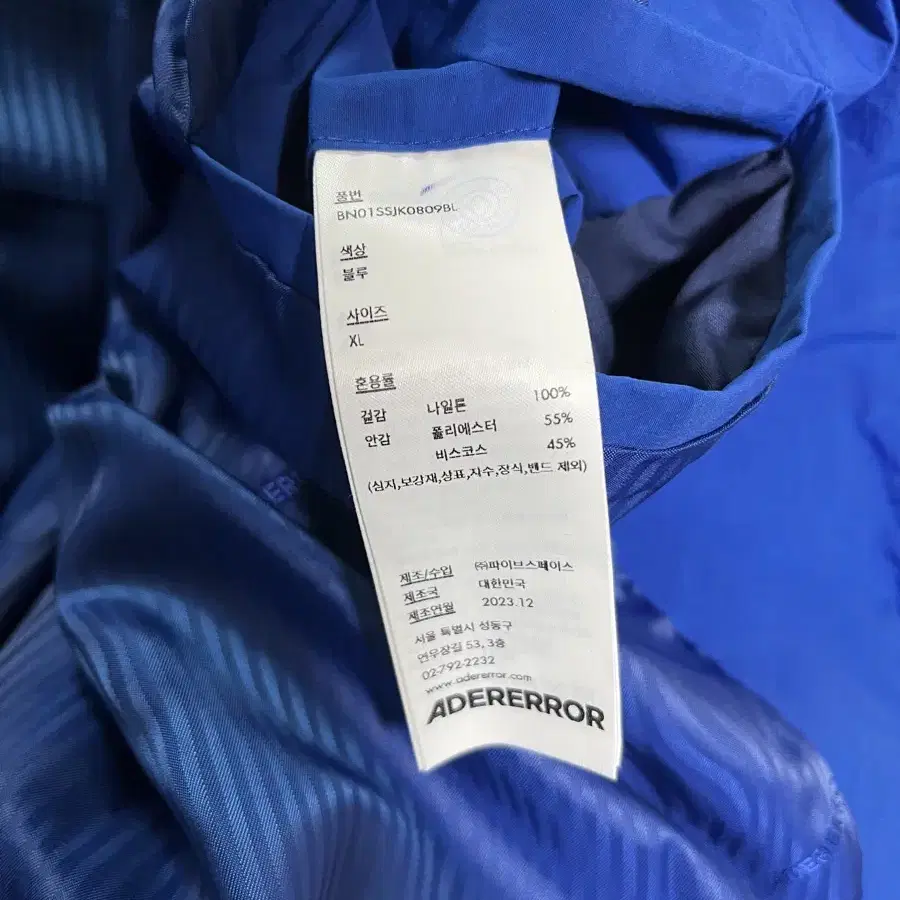 품번
BN01SSJK0809BL
색상
블루
사이즈
XL
혼용률
겉감 나일론 100%
안감 폴리에스터 55%
비스코스 45%
(심지,보강재,상표,자수,장식,밴드 제외)
제조/수입 ㈜파이브스페이스
제조국 대한민국
제조연월 2023.12
서울 특별시 성동구
연무장길 53, 3층
02-792-2232
www.adererror.com
ADERERROR